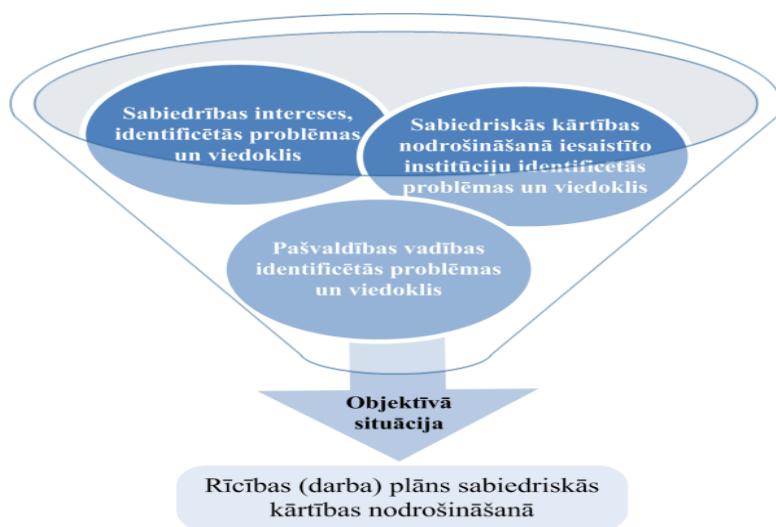 Sabiedrības intereses,
identificētās problēmas
un viedoklis
Sabiedriskās kārtības
nodrošināšanā iesaistīto
institūciju identificētās
problēmas un viedoklis
Pašvaldības vadības
identificētās problēmas
un viedoklis
Objektīvā
situācija
Rīcības (darba) plāns sabiedriskās
kārtības nodrošināšanā